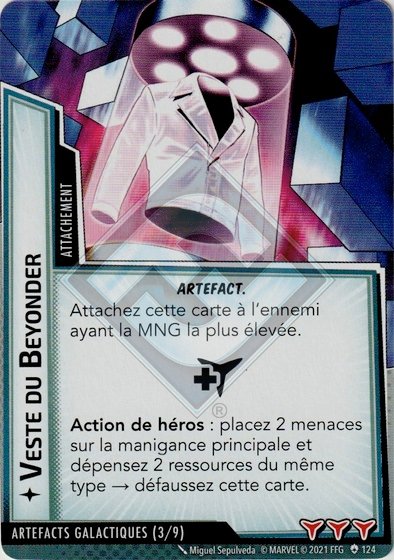 ATTACHEMENT
VESTE DU BEYONDER
ARTEFACT.
Attachez cette carte à l'ennemi
ayant la MNG la plus élevée.
Action de héros : placez 2 menaces
sur la manigance principale et
dépensez 2 ressources du même
type → défaussez cette carte.
ARTEFACTS GALACTIQUES (3/9)
Miguel Sepulveda © MARVEL © 2021 FFG 124